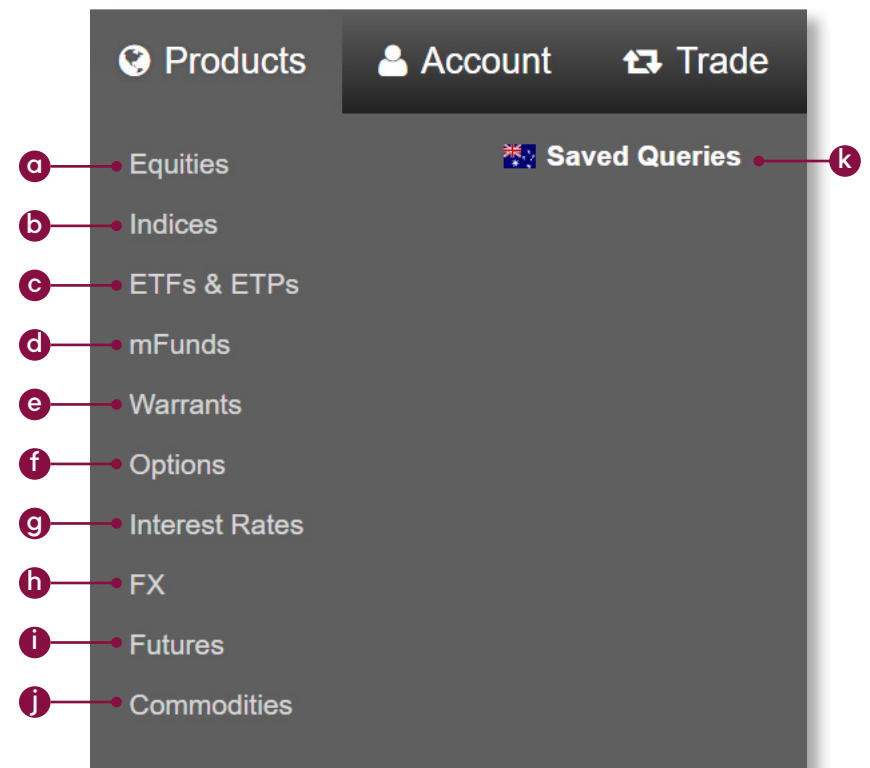 Products Account Trade
a Equities
Saved Queries k
b Indices
c ETFs & ETPs
d mFunds
e Warrants
f Options
g Interest Rates
h FX
i Futures
j Commodities